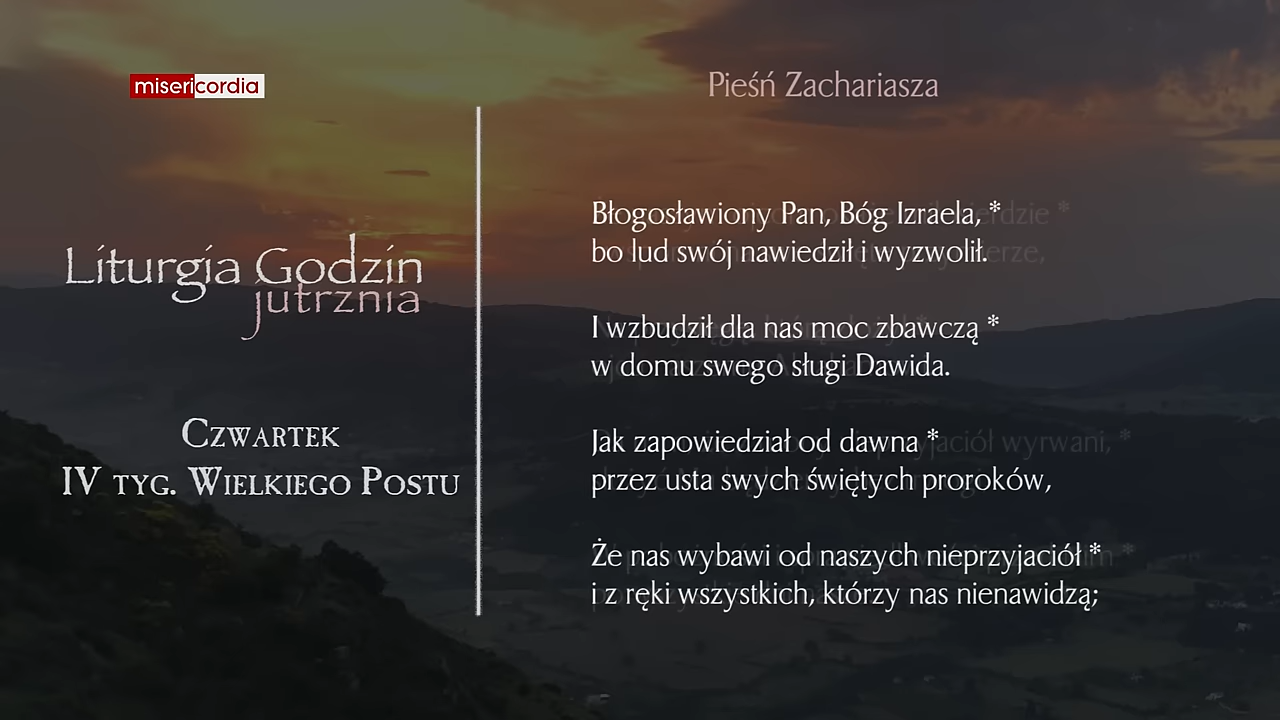 misericordia
Pieśń Zachariasza
Liturgia Godzin
jutrznia
Czwartek
IV tyg. Wielkiego Postu
Błogosławiony Pan, Bóg Izraela, *
bo lud swój nawiedził i wyzwolił.
I wzbudził dla nas moc zbawczą *
w domu swego sługi Dawida.
Jak zapowiedział od dawna *
przez usta swych świętych proroków,
Że nas wybawi od naszych nieprzyjaciół *
i z ręki wszystkich, którzy nas nienawidzą;